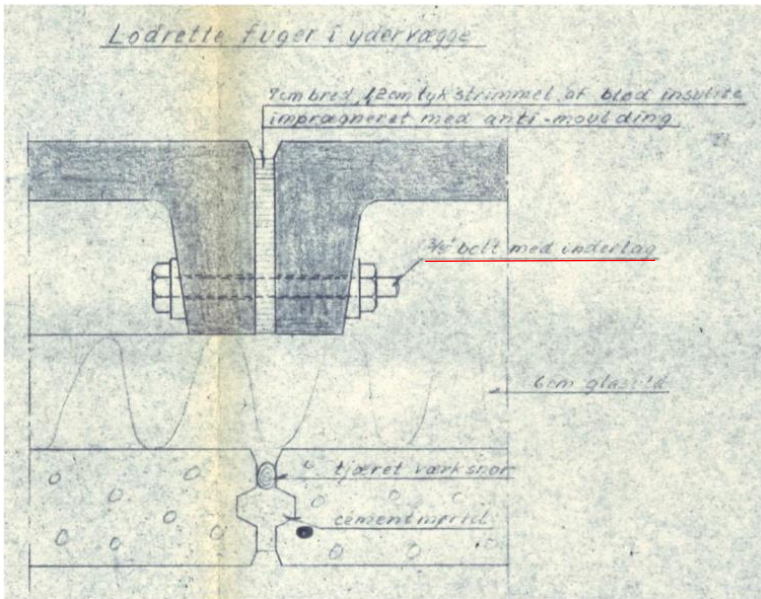 Lodrette fuger i ydervægge
7cm bred, 1,2cm tyk strimmel af blød insulite
imprægneret med anti-moulding
3/8" bolt med underlag
6cm glasuld
tjæret værksnor
cementmørtel